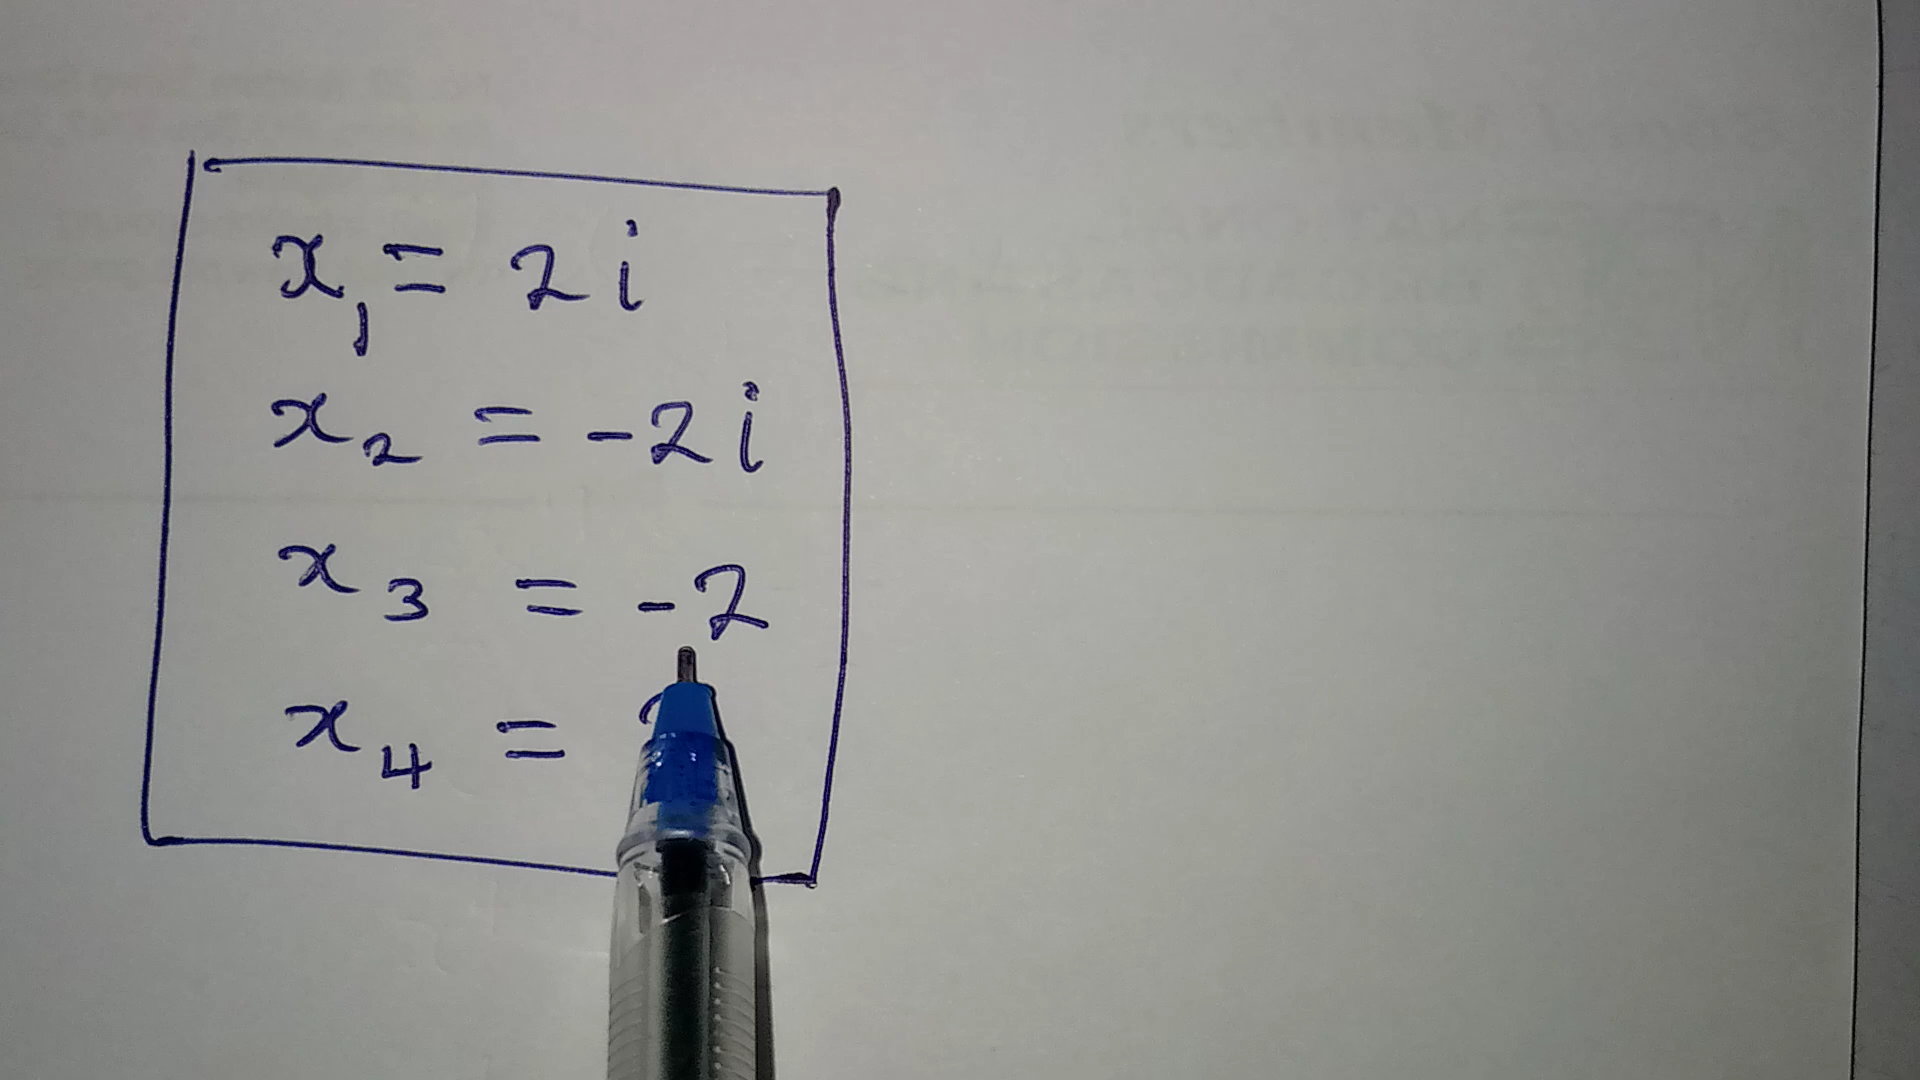 x₁ = 2i
x₂ = -2i
x₃ = -2
x₄ =